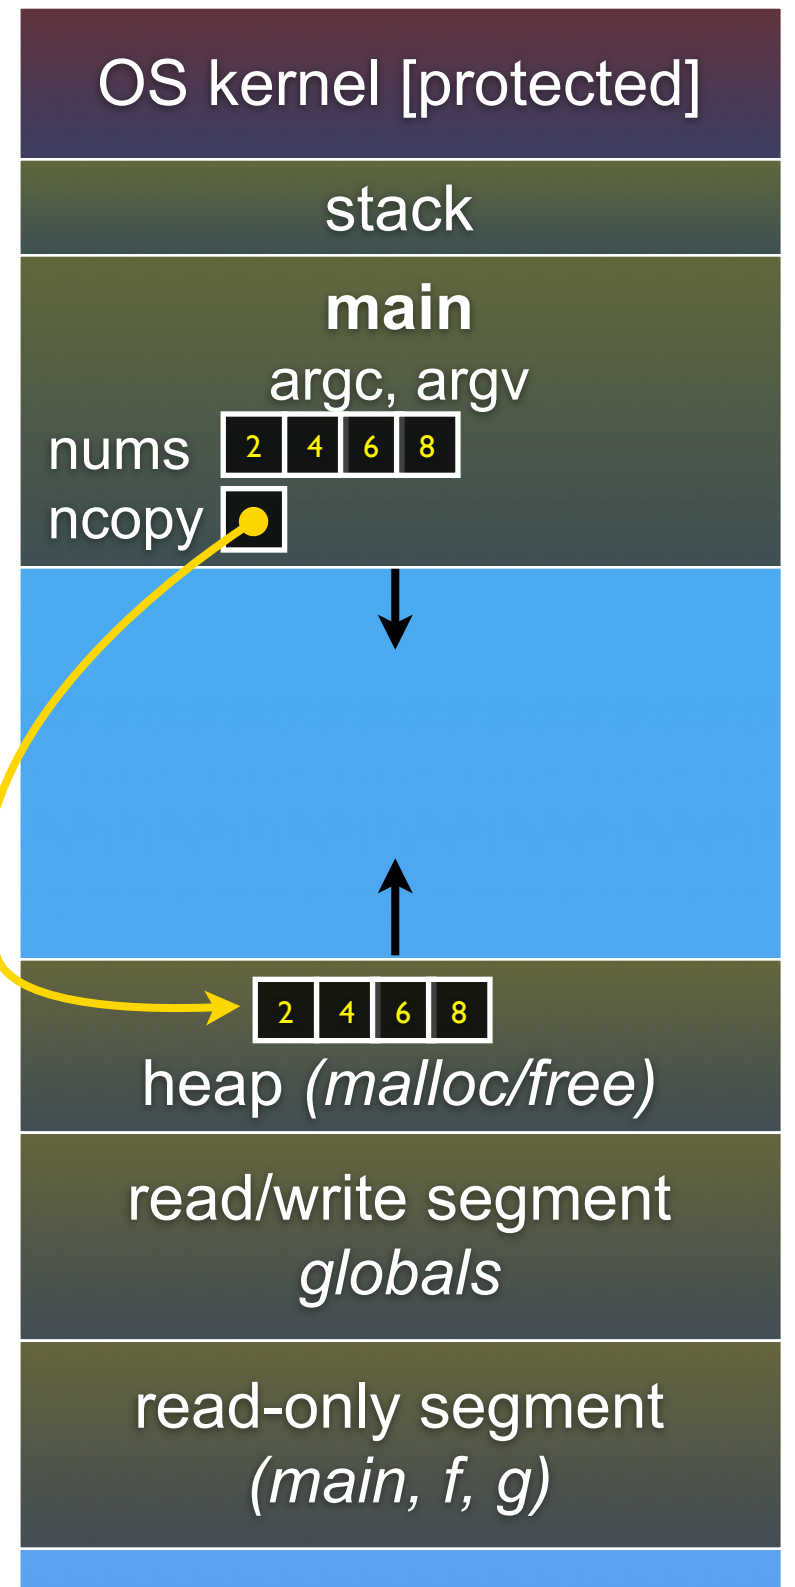 OS kernel [protected]
stack
main
argc, argv
nums 2 4 6 8
ncopy
2 4 6 8
heap (malloc/free)
read/write segment
globals
read-only segment
(main, f, g)